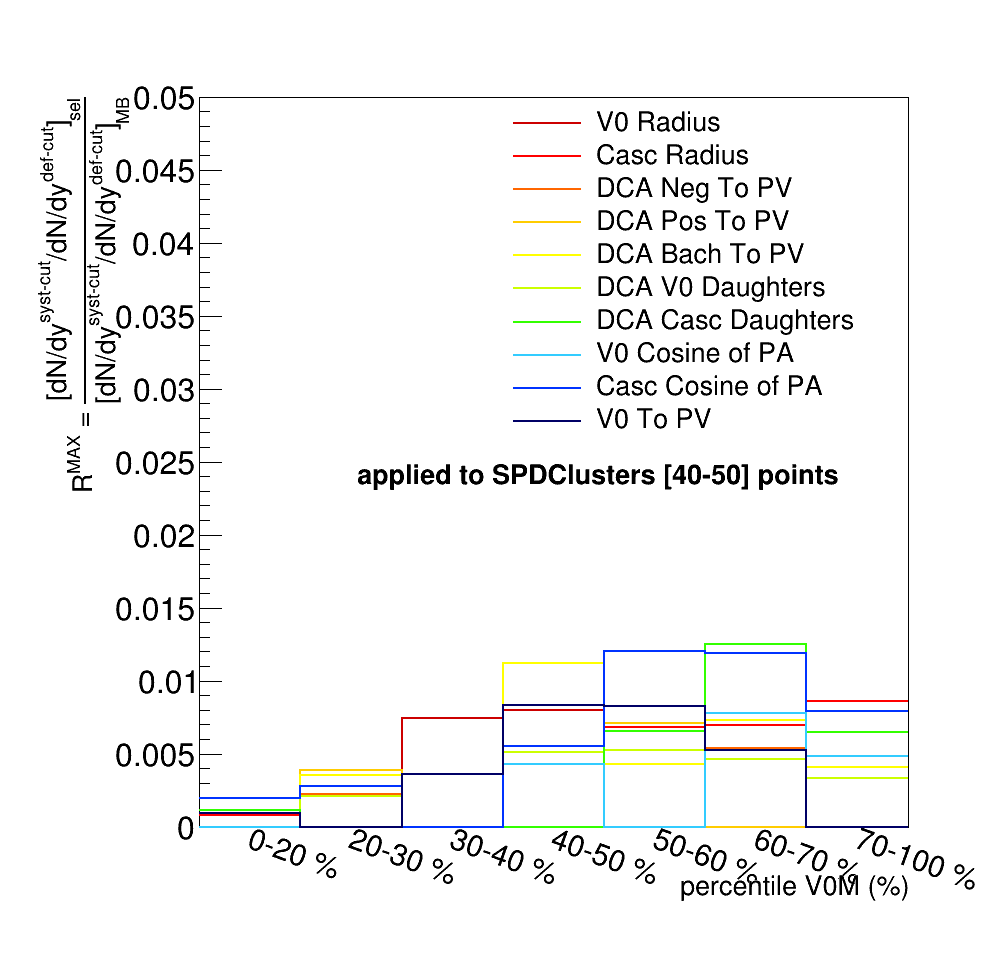 R^MAX = [dN/dy^syst-cut/dN/dy^def-cut]_sel
[dN/dy^syst-cut/dN/dy^def-cut]_MB
0.05
0.045
0.04
0.035
0.03
0.025
0.02
0.015
0.01
0.005
0
V0 Radius
Casc Radius
DCA Neg To PV
DCA Pos To PV
DCA Bach To PV
DCA V0 Daughters
DCA Casc Daughters
V0 Cosine of PA
Casc Cosine of PA
V0 To PV
applied to SPDClusters [40-50] points
0-20 %
20-30 %
30-40 %
40-50 %
50-60 %
60-70 %
70-100 %
percentile V0M (%)